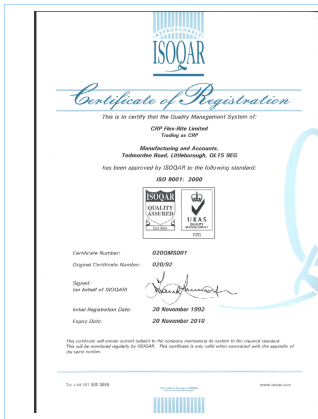 APPROACHABLE
ISOQAR
Certificate of Registration
This is to certify that the Quality Management System of:
CRP Flex-Rite Limited
Trading as CRP
Manufacturing and Accounts,
Todmorden Road, Littleborough, OL15 9EG
has been approved by ISOQAR to the following standard:
ISO 9001: 2000
ISOQAR
QUALITY
ASSURED
UKAS
QUALITY
MANAGEMENT
Certificate Number: 020QMS001
Original Certificate Number: 020/92
Signed:
(on behalf of ISOQAR)
Initial Registration Date: 20 November 1992
Expiry Date: 20 November 2010
This certificate will remain current subject to the company maintaining its system to the required standard.
This will be monitored regularly by ISOQAR. This certificate is only valid when associated with the appendix of
the same number.
www.isoqar.com